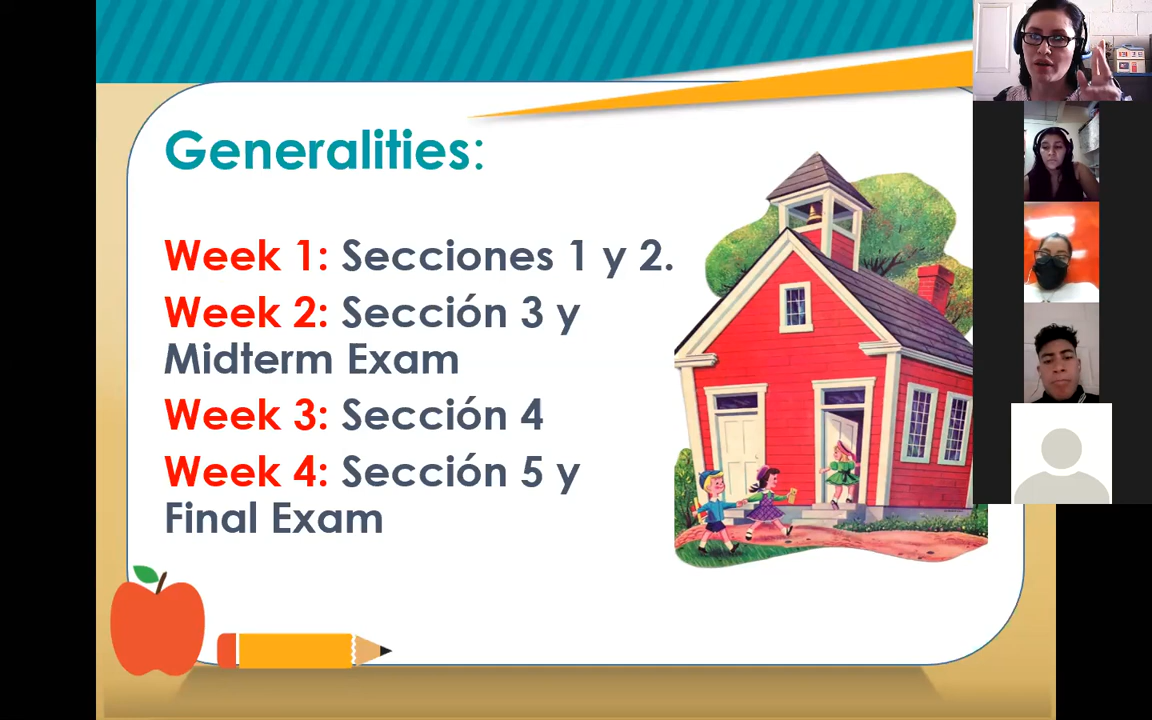 Generalities:
Week 1: Secciones 1 y 2.
Week 2: Sección 3 y
Midterm Exam
Week 3: Sección 4
Week 4: Sección 5 y
Final Exam